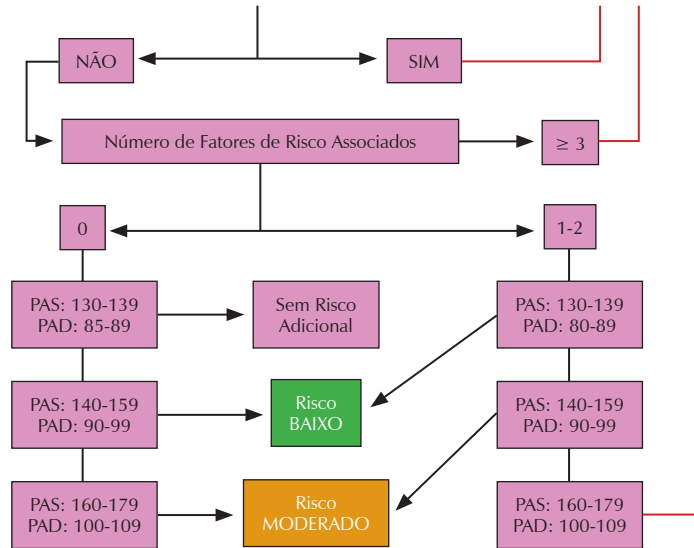 NÃO
SIM
Número de Fatores de Risco Associados
≥ 3
0
1-2
PAS: 130-139
PAD: 85-89
Sem Risco
Adicional
PAS: 130-139
PAD: 80-89
PAS: 140-159
PAD: 90-99
Risco
BAIXO
PAS: 140-159
PAD: 90-99
PAS: 160-179
PAD: 100-109
Risco
MODERADO
PAS: 160-179
PAD: 100-109